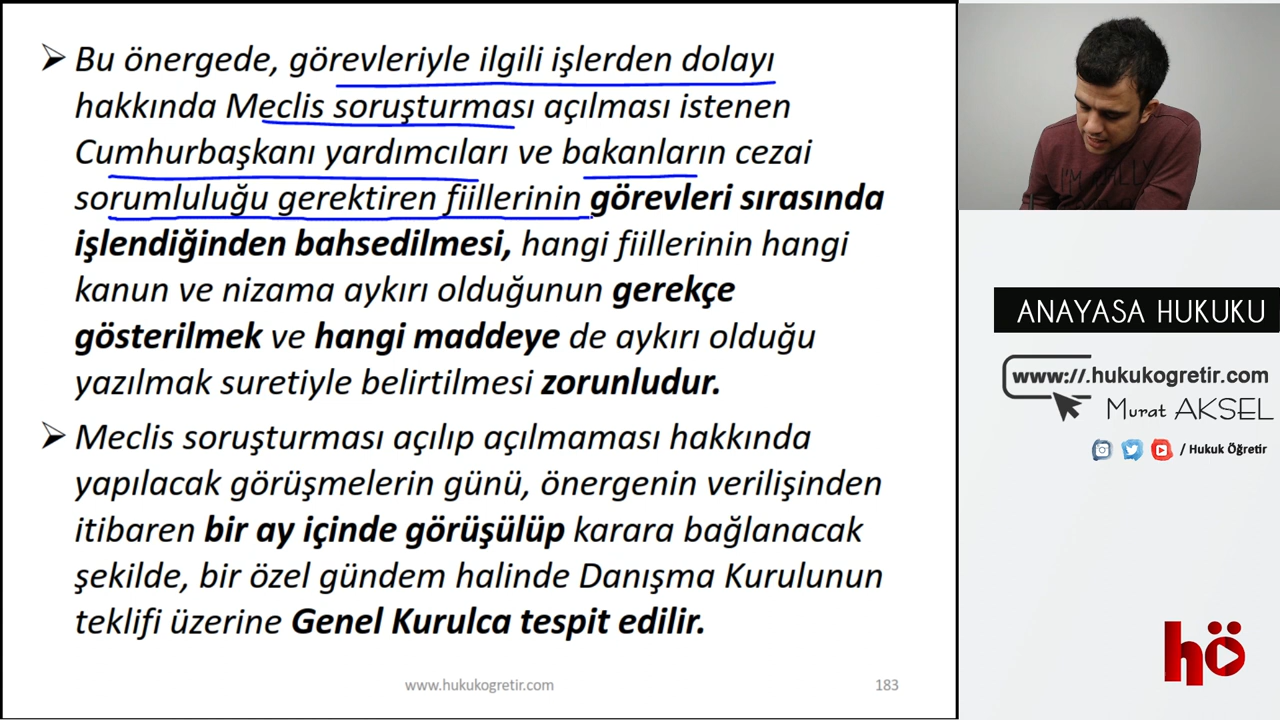 Bu önergede, görevleriyle ilgili işlerden dolayı
hakkında Meclis soruşturması açılması istenen
Cumhurbaşkanı yardımcıları ve bakanların cezai
sorumluluğu gerektiren fiillerinin görevleri sırasında
işlendiğinden bahsedilmesi, hangi fiillerinin hangi
kanun ve nizama aykırı olduğunun gerekçe
gösterilmek ve hangi maddeye de aykırı olduğu
yazılmak suretiyle belirtilmesi zorunludur.
Meclis soruşturması açılıp açılmaması hakkında
yapılacak görüşmelerin günü, önergenin verilişinden
itibaren bir ay içinde görüşülüp karara bağlanacak
şekilde, bir özel gündem halinde Danışma Kurulunun
teklifi üzerine Genel Kurulca tespit edilir.
www.hukukogretir.com
183
I'M
ANAYASA HUKUKU
www://.hukukogretir.com
Murat AKSEL
/ Hukuk Öğretir
hö